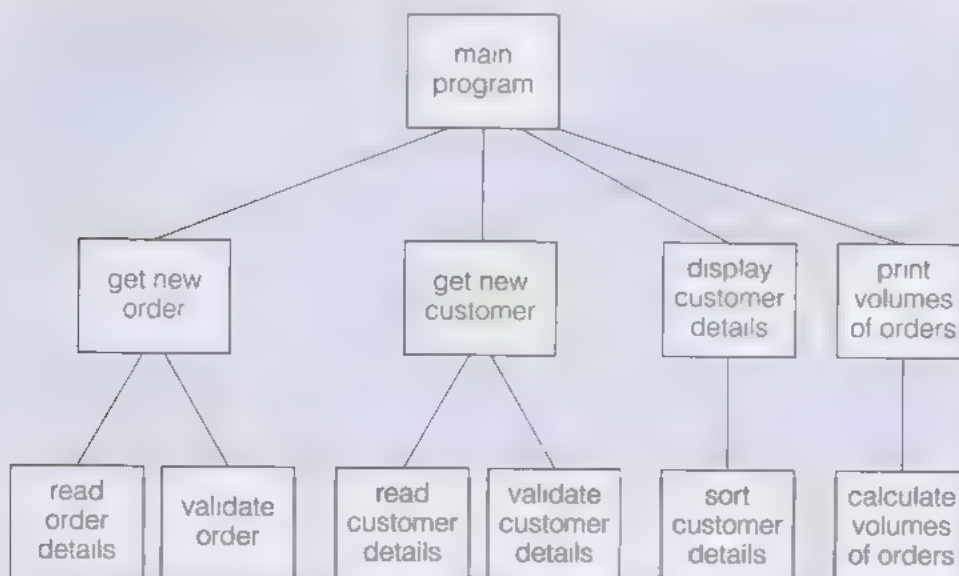 main
program
get new
order
get new
customer
display
customer
details
print
volumes
of orders
read
order
details
validate
order
read
customer
details
validate
customer
details
sort
customer
details
calculate
volumes
of orders